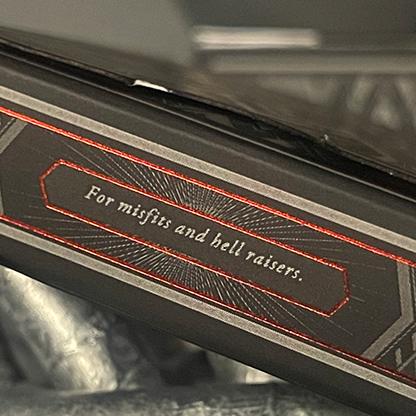 For misfits and hell raisers.